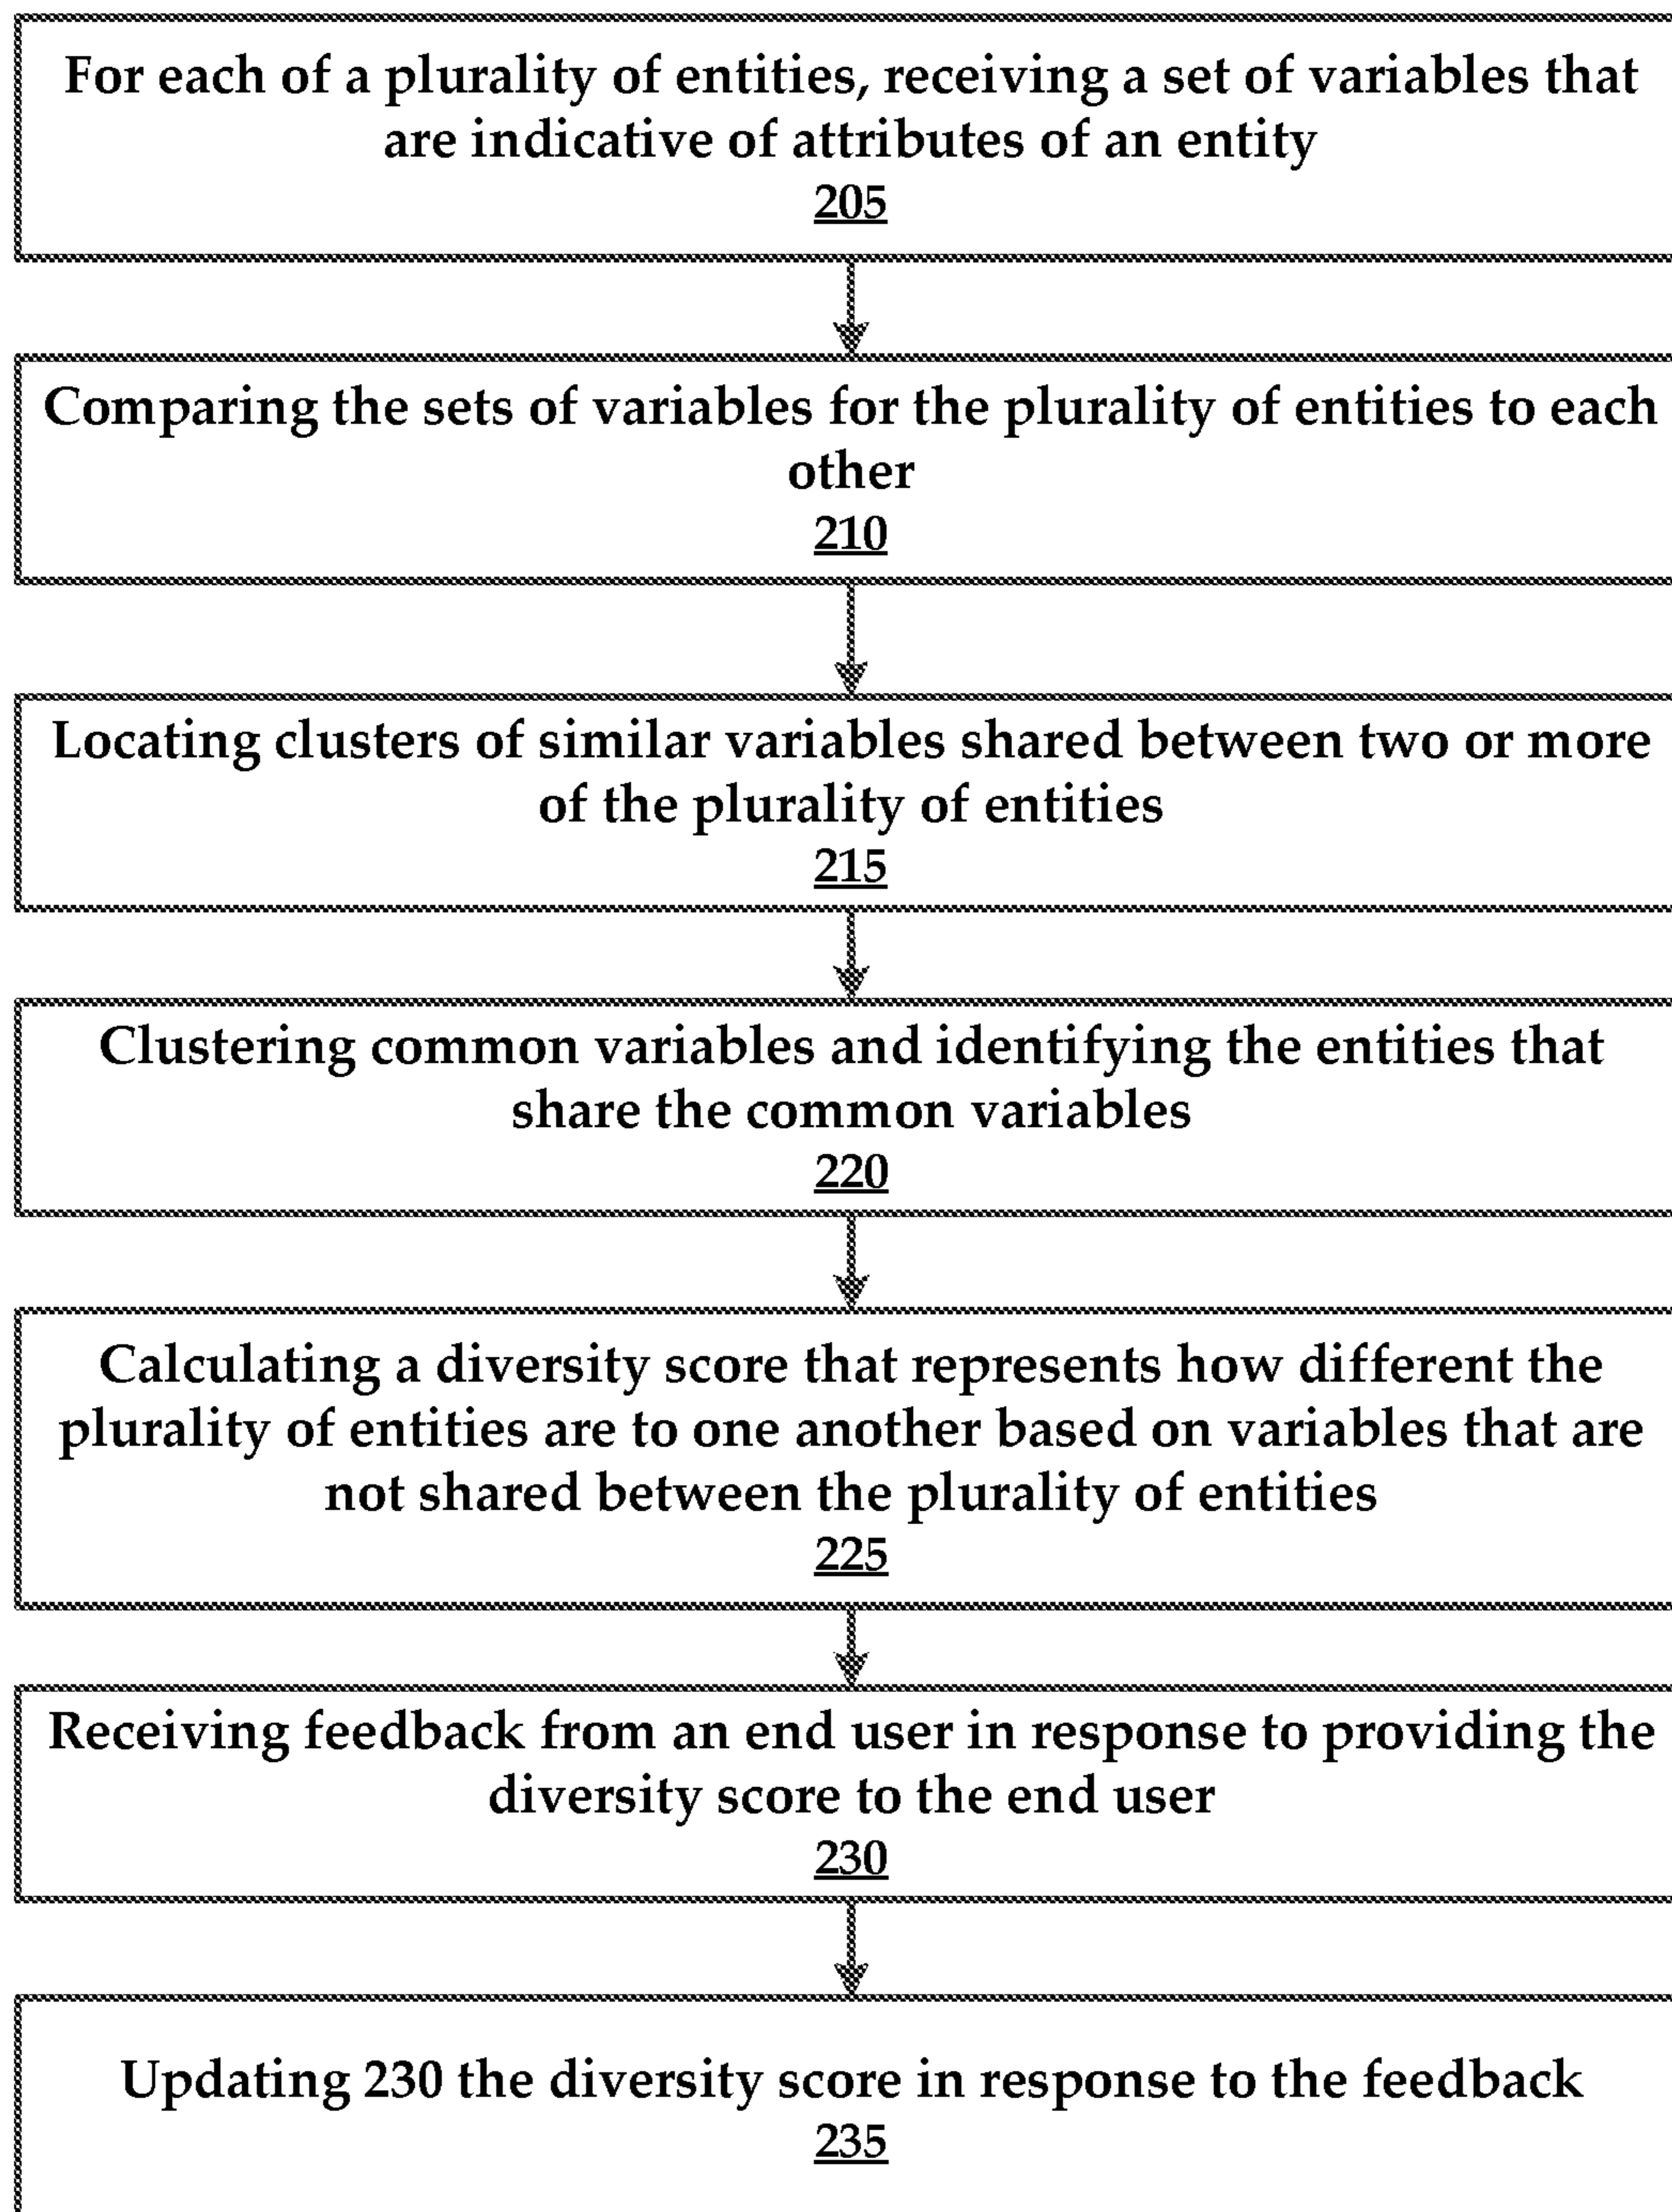 For each of a plurality of entities, receiving a set of variables that
are indicative of attributes of an entity
205
Comparing the sets of variables for the plurality of entities to each
other
210
Locating clusters of similar variables shared between two or more
of the plurality of entities
215
Clustering common variables and identifying the entities that
share the common variables
220
Calculating a diversity score that represents how different the
plurality of entities are to one another based on variables that are
not shared between the plurality of entities
225
Receiving feedback from an end user in response to providing the
diversity score to the end user
230
Updating 230 the diversity score in response to the feedback
235